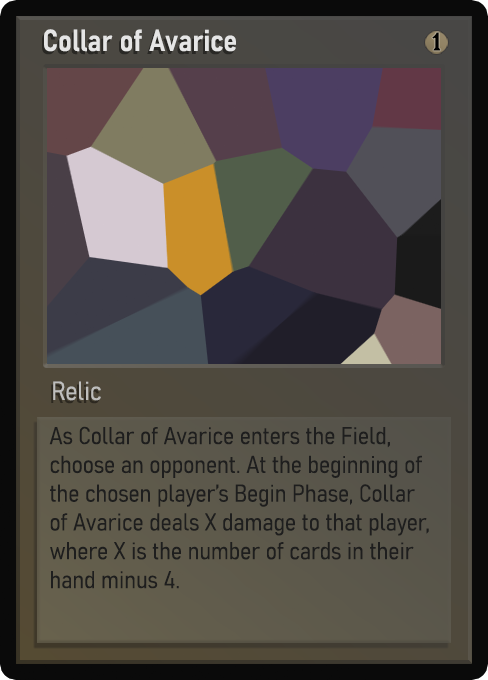 Collar of Avarice 1
Relic
As Collar of Avarice enters the Field,
choose an opponent. At the beginning of
the chosen player's Begin Phase, Collar
of Avarice deals X damage to that player,
where X is the number of cards in their
hand minus 4.